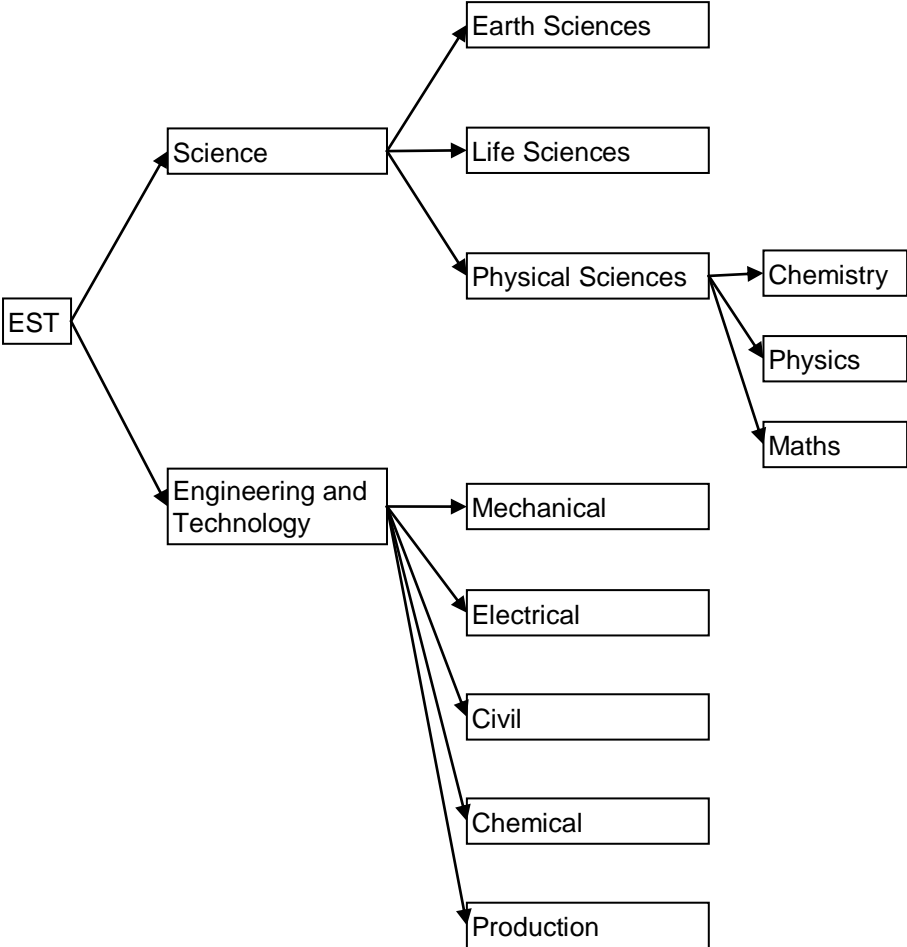 Earth Sciences
Science
Life Sciences
Physical Sciences
Chemistry
EST
Physics
Maths
Engineering and
Technology
Mechanical
Electrical
Civil
Chemical
Production